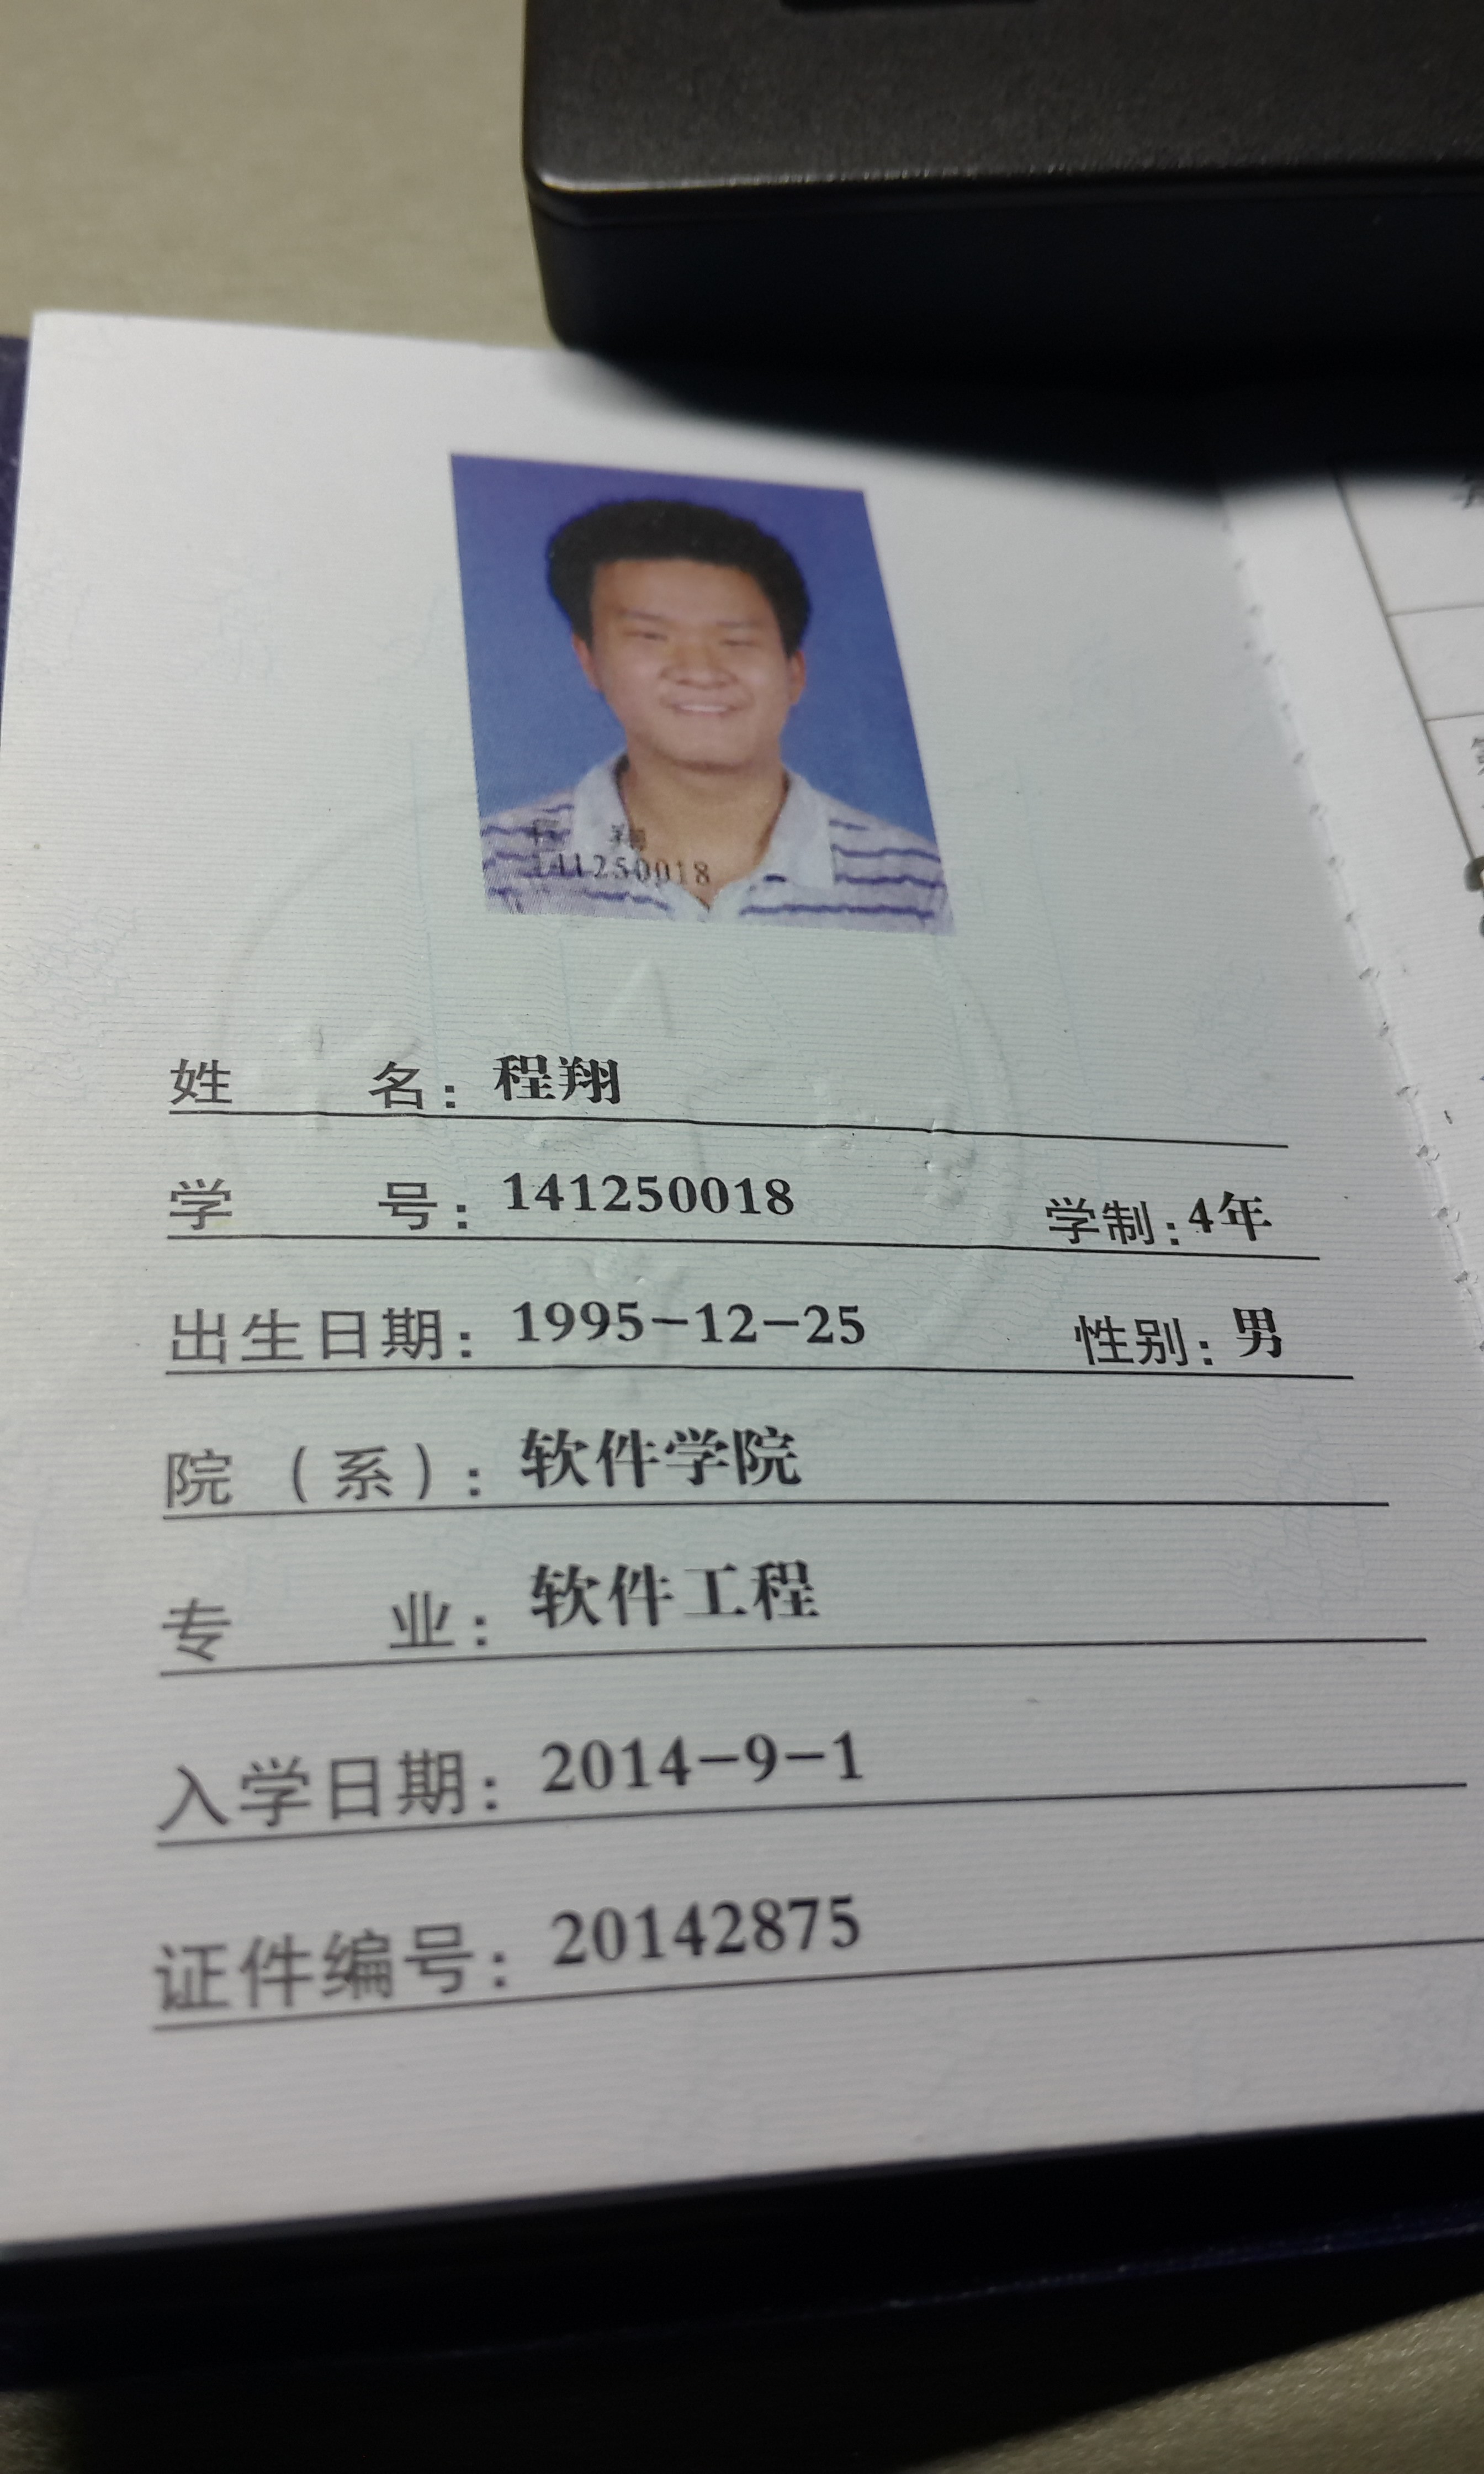 程 翔
141250018
姓 名：程翔
学 号：141250018 学制：4年
出生日期：1995-12-25 性别：男
院（系）：软件学院
专 业：软件工程
入学日期：2014-9-1
证件编号：20142875